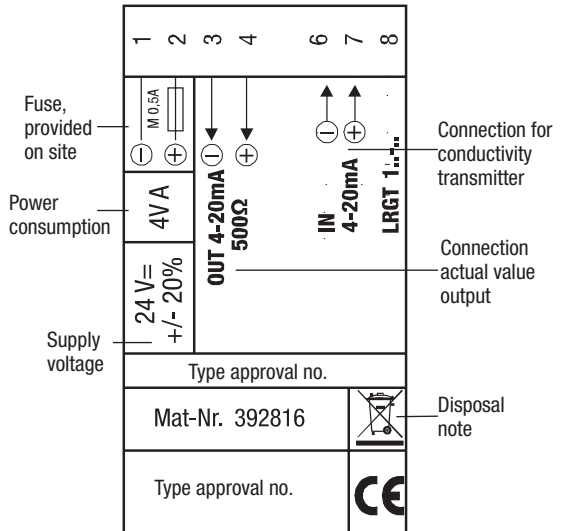 1 2 3 4 6 7 8
Fuse,
provided
on site
M 0,5A
Connection for
conductivity
transmitter
Power
consumption
4V A
OUT 4-20mA
500Ω
IN
4-20mA
LRGT 1
Connection
actual value
output
24 V=
+/- 20%
Supply
voltage
Type approval no.
Mat-Nr. 392816
Disposal
note
Type approval no.
CE